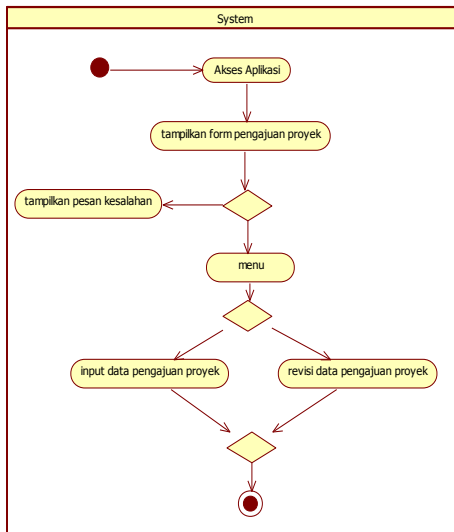 System
Akses Aplikasi
tampilkan form pengajuan proyek
tampilkan pesan kesalahan
menu
input data pengajuan proyek
revisi data pengajuan proyek